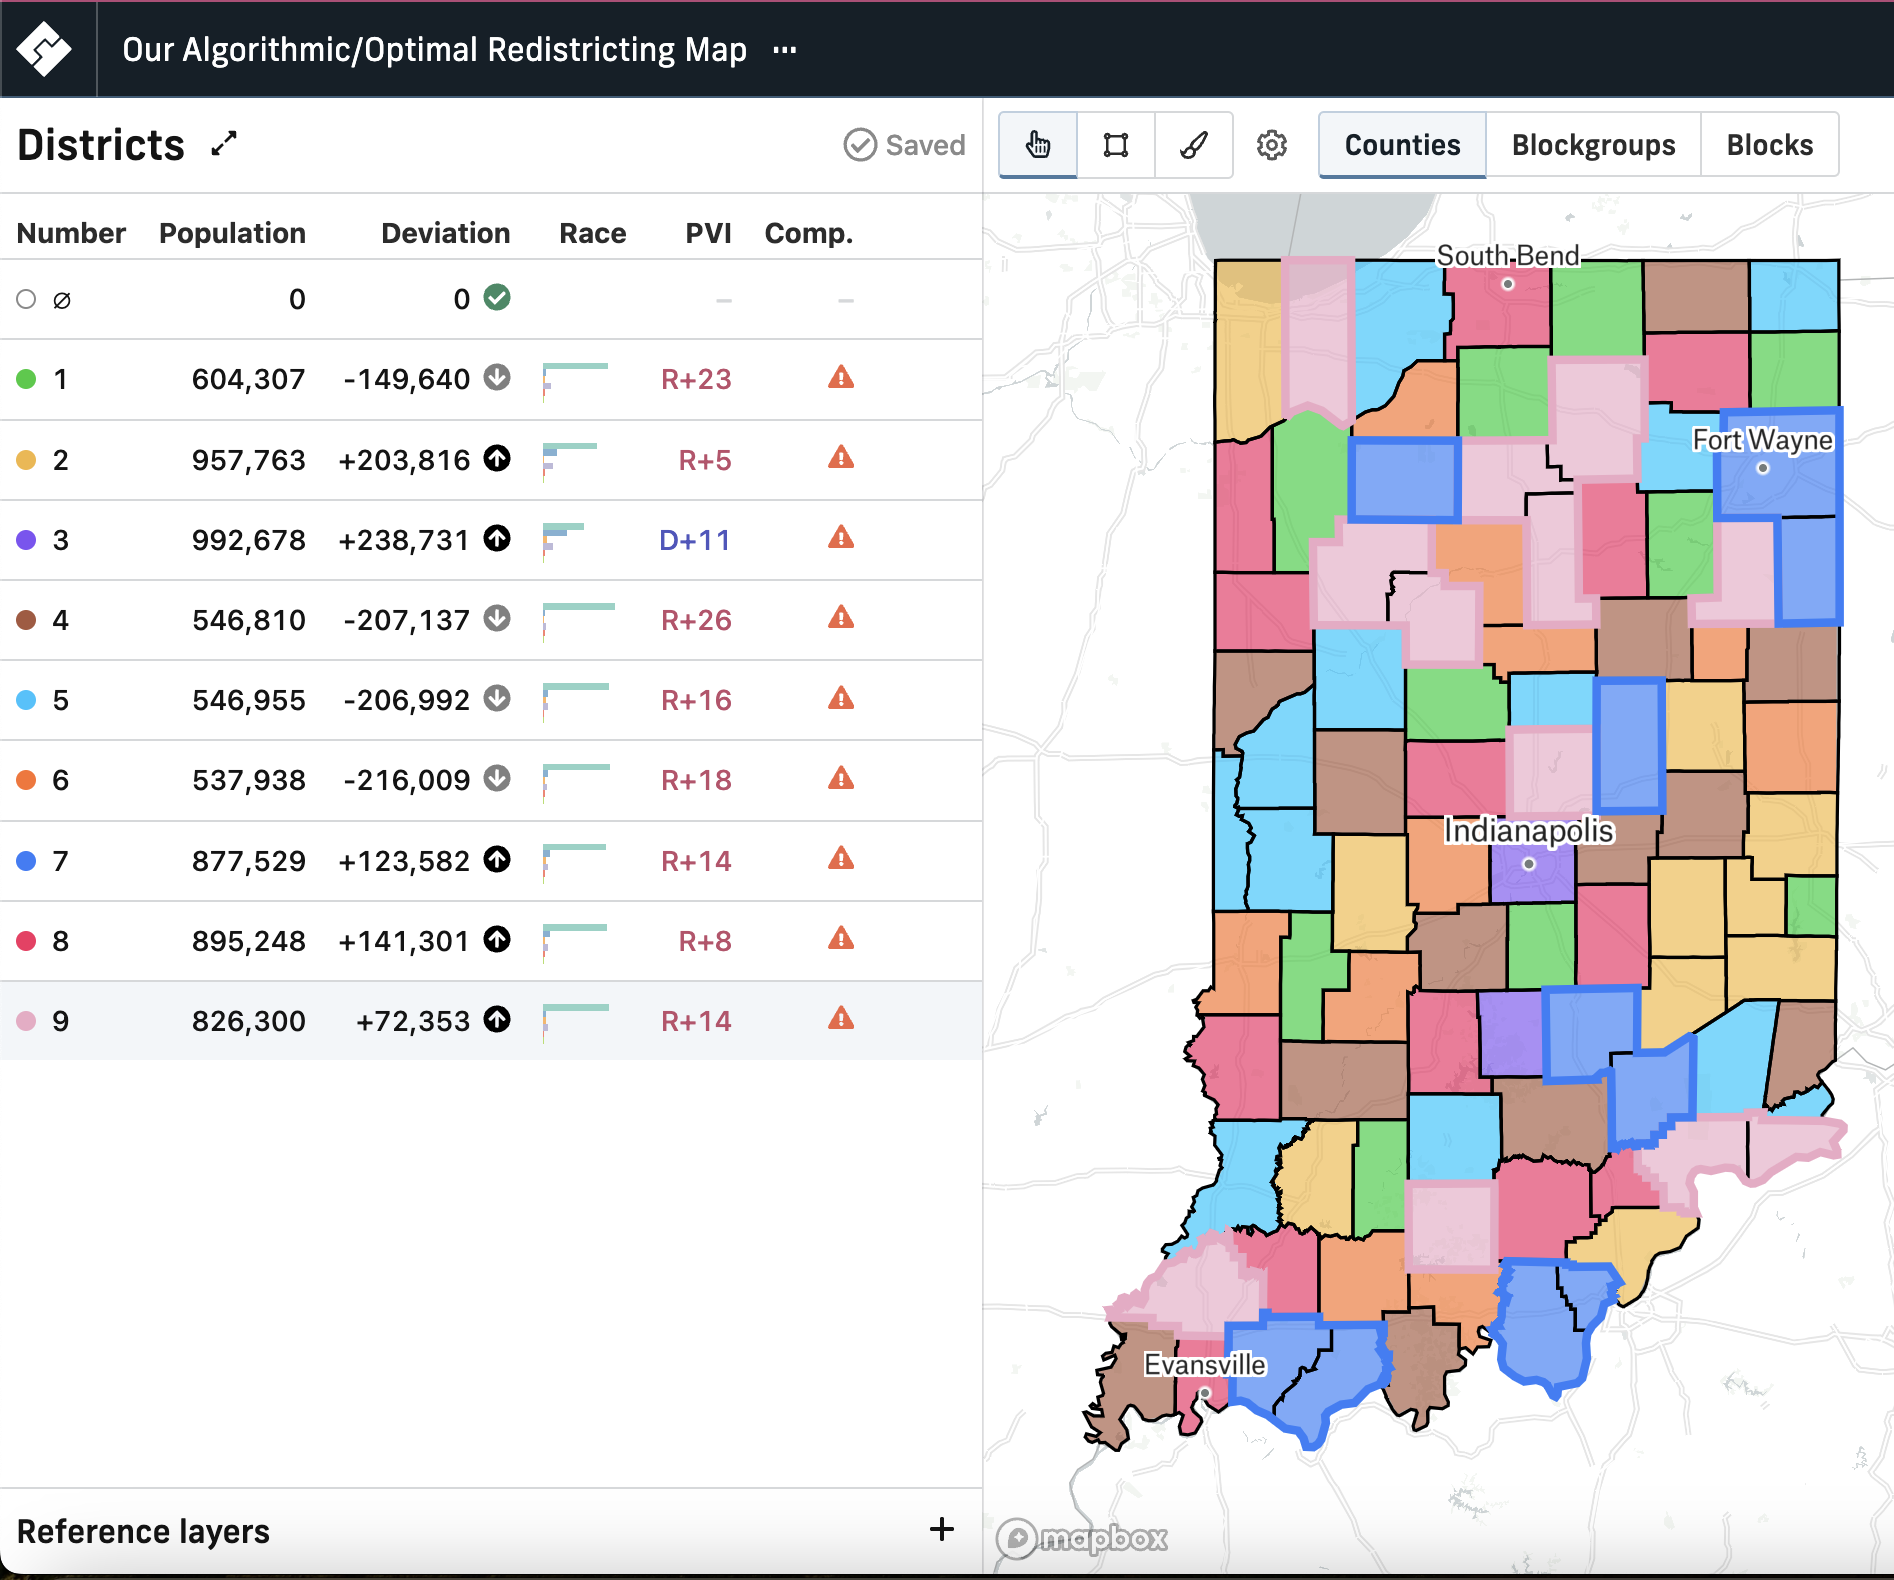 Our Algorithmic/Optimal Redistricting Map ...
Districts
Saved
Counties
Blockgroups
Blocks
Number Population Deviation Race PVI Comp.
∅ 0 0 – –
1 604,307 -149,640 R+23
2 957,763 +203,816 R+5
3 992,678 +238,731 D+11
4 546,810 -207,137 R+26
5 546,955 -206,992 R+16
6 537,938 -216,009 R+18
7 877,529 +123,582 R+14
8 895,248 +141,301 R+8
9 826,300 +72,353 R+14
Reference layers +
South Bend
Fort Wayne
Indianapolis
Evansville
mapbox